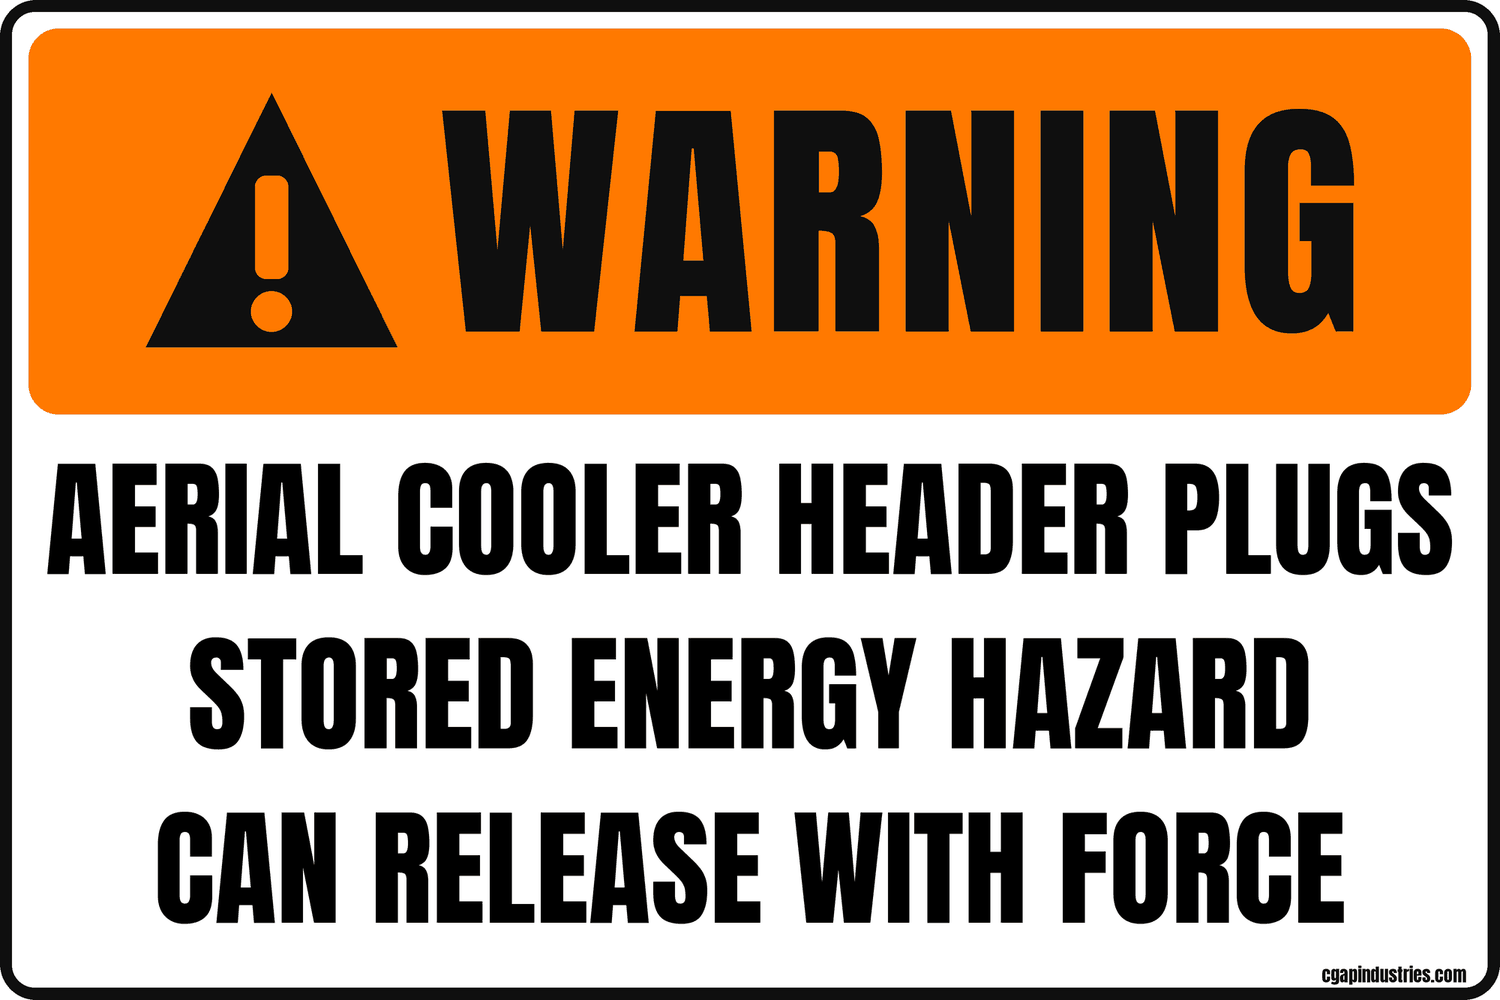 WARNING
AERIAL COOLER HEADER PLUGS
STORED ENERGY HAZARD
CAN RELEASE WITH FORCE
cgapindustries.com